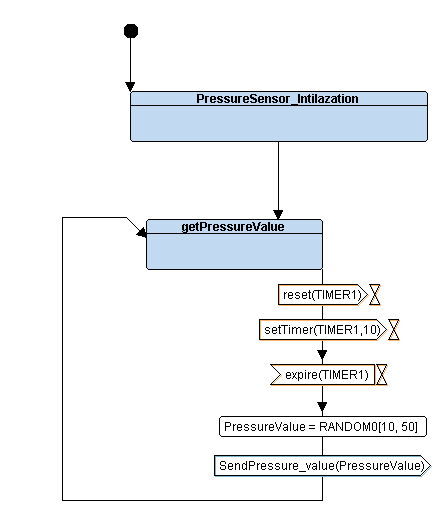 PressureSensor_Intilazation
getPressureValue
reset(TIMER1)
setTimer(TIMER1,10)
expire(TIMER1)
PressureValue = RANDOM0[10, 50]
SendPressure_value(PressureValue)